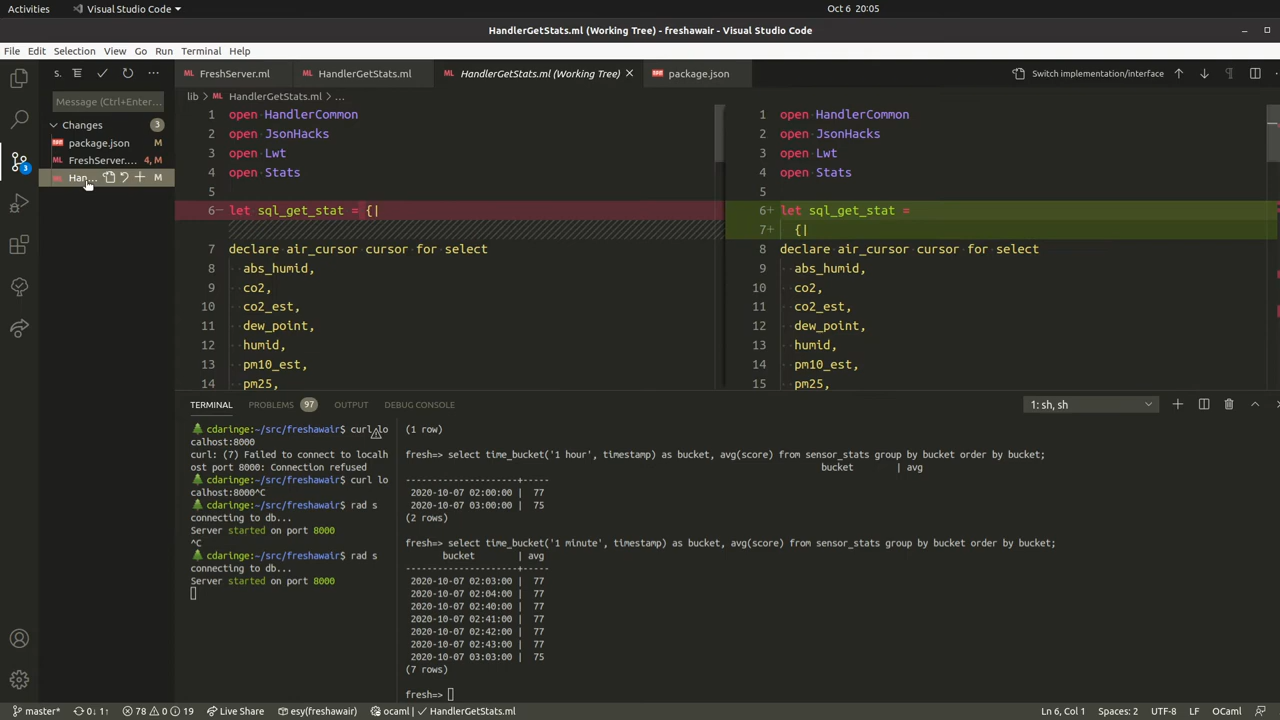 Activities
Visual Studio Code
Oct 6 20:05
HandlerGetStats.ml (Working Tree) - freshawair - Visual Studio Code
File Edit Selection View Go Run Terminal Help
S.
FreshServer.ml
HandlerGetStats.ml
HandlerGetStats.ml (Working Tree)
package.json
Switch implementation/interface
Message (Ctrl+Enter...
Changes 3
package.json M
FreshServer.... 4, M
Han... M
3
lib > HandlerGetStats.ml > ...
1 open HandlerCommon
2 open JsonHacks
3 open Lwt
4 open Stats
5
6− let sql_get_stat = {|
7 declare air_cursor cursor for select
8 abs_humid,
9 co2,
10 co2_est,
11 dew_point,
12 humid,
13 pm10_est,
14 pm25,
1 open HandlerCommon
2 open JsonHacks
3 open Lwt
4 open Stats
5
6+ let sql_get_stat =
7+ {|
8 declare air_cursor cursor for select
9 abs_humid,
10 co2,
11 co2_est,
12 dew_point,
13 humid,
14 pm10_est,
15 pm25,
TERMINAL PROBLEMS 97 OUTPUT DEBUG CONSOLE
1: sh, sh
cdaringe:~/src/freshawair$ curl lo
calhost:8000
curl: (7) Failed to connect to localh
ost port 8000: Connection refused
cdaringe:~/src/freshawair$ curl lo
calhost:8000^C
cdaringe:~/src/freshawair$ rad s
connecting to db...
Server started on port 8000
^C
cdaringe:~/src/freshawair$ rad s
connecting to db...
Server started on port 8000
(1 row)
fresh=> select time_bucket('1 hour', timestamp) as bucket, avg(score) from sensor_stats group by bucket order by bucket;
bucket | avg
---------------------+-----
2020-10-07 02:00:00 | 77
2020-10-07 03:00:00 | 75
(2 rows)
fresh=> select time_bucket('1 minute', timestamp) as bucket, avg(score) from sensor_stats group by bucket order by bucket;
bucket | avg
---------------------+-----
2020-10-07 02:03:00 | 77
2020-10-07 02:04:00 | 77
2020-10-07 02:40:00 | 77
2020-10-07 02:41:00 | 77
2020-10-07 02:42:00 | 77
2020-10-07 02:43:00 | 77
2020-10-07 03:03:00 | 75
(7 rows)
fresh=>
master* 0↓ 1↑ 78 0 19 Live Share esy(freshawair) ocaml | ✓ HandlerGetStats.ml
Ln 6, Col 1 Spaces: 2 UTF-8 LF OCaml